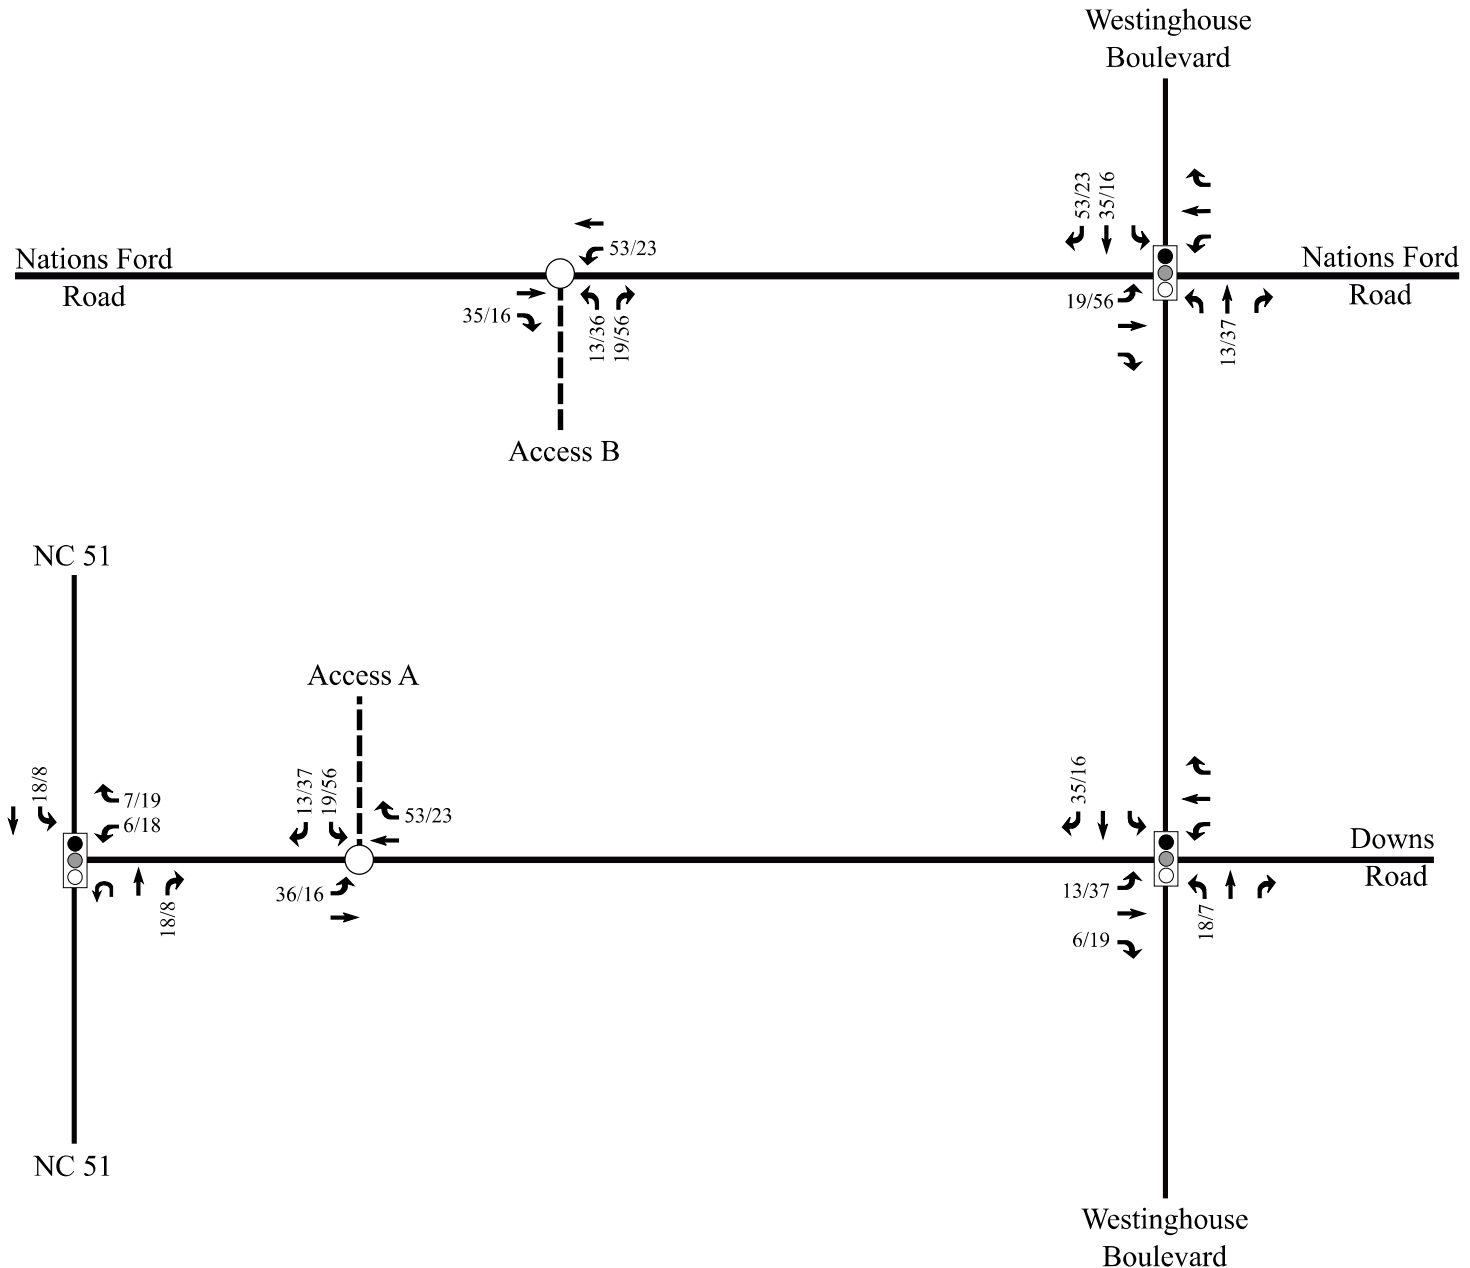 Westinghouse
Boulevard
53/23
35/16
53/23
Nations Ford
Road
Nations Ford
Road
35/16
13/36
19/56
19/56
13/37
Access B
NC 51
Access A
18/8
7/19
6/18
13/37
19/56
53/23
35/16
Downs
Road
36/16
13/37
18/8
18/7
6/19
NC 51
Westinghouse
Boulevard